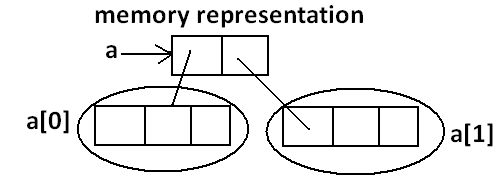 memory representation
a
a[0]
a[1]